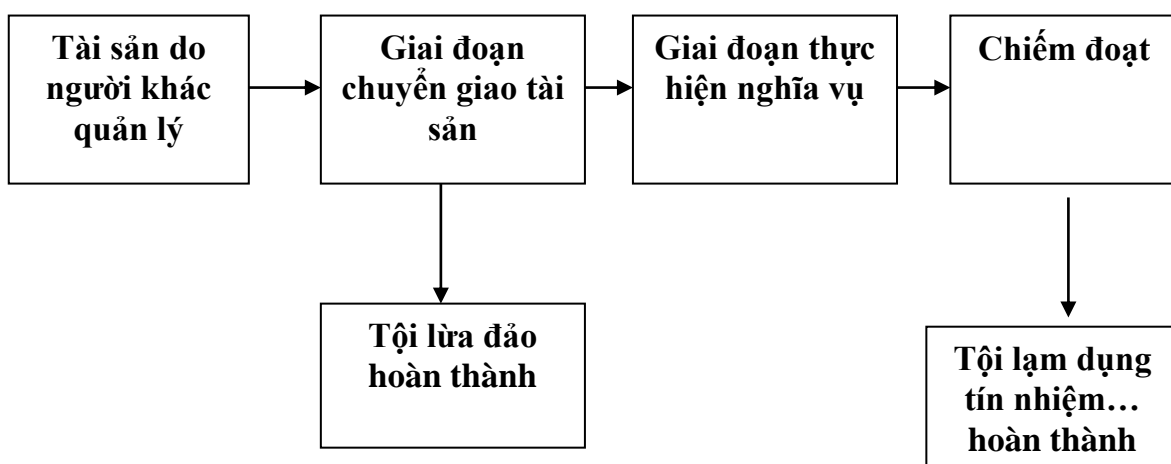 Tài sản do
người khác
quản lý
Giai đoạn
chuyển giao tài
sản
Giai đoạn thực
hiện nghĩa vụ
Chiếm đoạt
Tội lừa đảo
hoàn thành
Tội lạm dụng
tín nhiệm…
hoàn thành